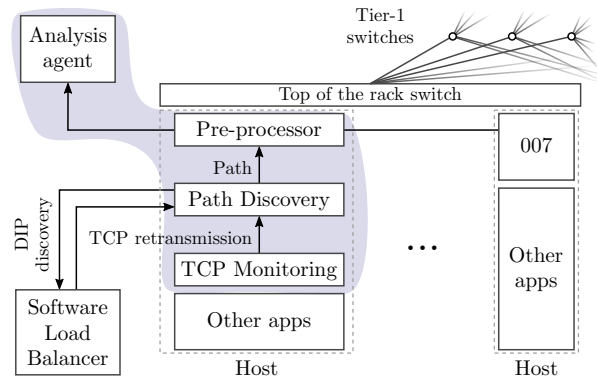 Tier-1
switches
Analysis
agent
Top of the rack switch
Pre-processor
007
Path
Path Discovery
DIP
discovery
TCP retransmission
TCP Monitoring
...
Other
apps
Software
Load
Balancer
Other apps
Host
Host